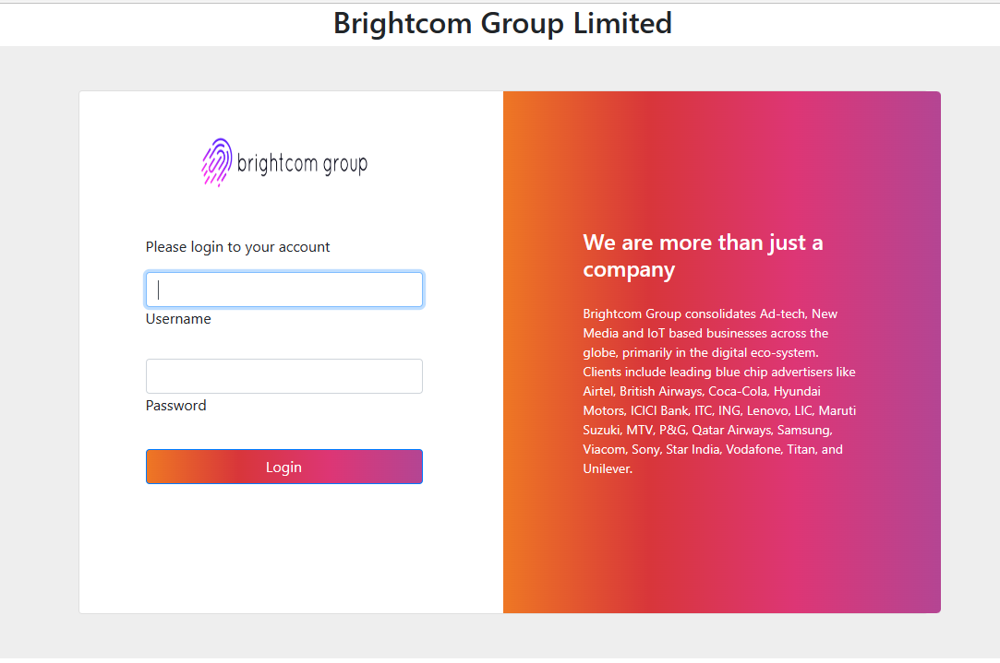 Brightcom Group Limited
brightcom group
Please login to your account
Username
Password
Login
We are more than just a
company
Brightcom Group consolidates Ad-tech, New
Media and IoT based businesses across the
globe, primarily in the digital eco-system.
Clients include leading blue chip advertisers like
Airtel, British Airways, Coca-Cola, Hyundai
Motors, ICICI Bank, ITC, ING, Lenovo, LIC, Maruti
Suzuki, MTV, P&G, Qatar Airways, Samsung,
Viacom, Sony, Star India, Vodafone, Titan, and
Unilever.